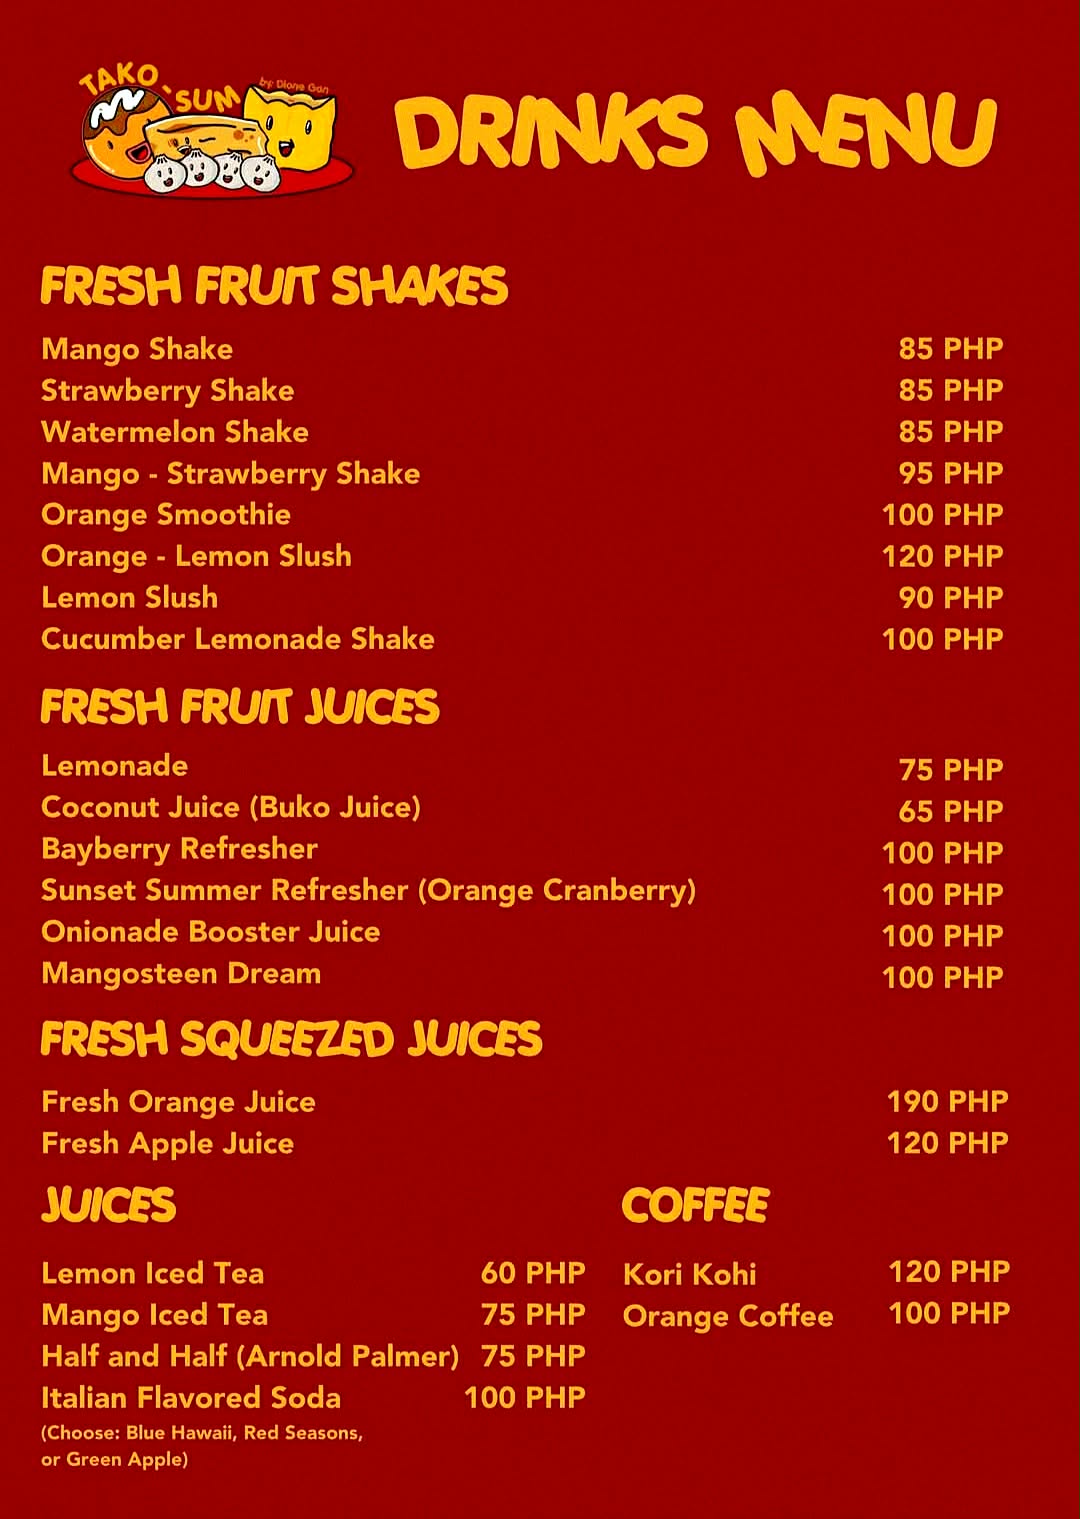 TAKO-SUM
by: Diane Gan
DRINKS MENU
FRESH FRUIT SHAKES
Mango Shake 85 PHP
Strawberry Shake 85 PHP
Watermelon Shake 85 PHP
Mango - Strawberry Shake 95 PHP
Orange Smoothie 100 PHP
Orange - Lemon Slush 120 PHP
Lemon Slush 90 PHP
Cucumber Lemonade Shake 100 PHP
FRESH FRUIT JUICES
Lemonade 75 PHP
Coconut Juice (Buko Juice) 65 PHP
Bayberry Refresher 100 PHP
Sunset Summer Refresher (Orange Cranberry) 100 PHP
Onionade Booster Juice 100 PHP
Mangosteen Dream 100 PHP
FRESH SQUEEZED JUICES
Fresh Orange Juice 190 PHP
Fresh Apple Juice 120 PHP
JUICES
Lemon Iced Tea 60 PHP
Mango Iced Tea 75 PHP
Half and Half (Arnold Palmer) 75 PHP
Italian Flavored Soda 100 PHP
(Choose: Blue Hawaii, Red Seasons,
or Green Apple)
COFFEE
Kori Kohi 120 PHP
Orange Coffee 100 PHP